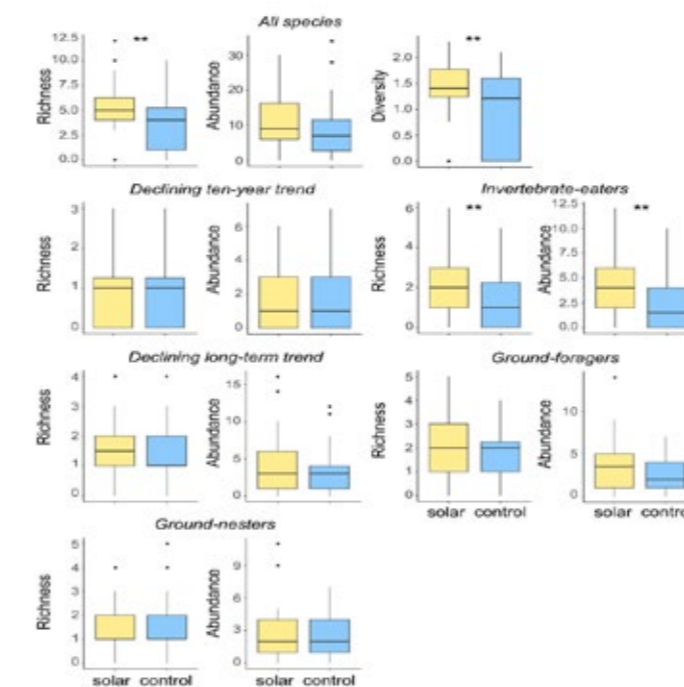 All species
12.5
10.0
7.5
5.0
2.5
0.0
Richness
**
30
20
10
0
Abundance
2.0
1.5
1.0
0.5
0.0
Diversity
**
Declining ten-year trend
3
2
1
0
Richness
6
4
2
0
Abundance
Invertebrate-eaters
6
4
2
0
Richness
**
12.5
10.0
7.5
5.0
2.5
0.0
Abundance
**
Declining long-term trend
4
3
2
1
0
Richness
15
10
5
0
Abundance
Ground-foragers
5
4
3
2
1
0
Richness
solar control
10
5
0
Abundance
solar contro
Ground-nesters
5
4
3
2
1
0
Richness
solar control
9
6
3
0
Abundance
solar control